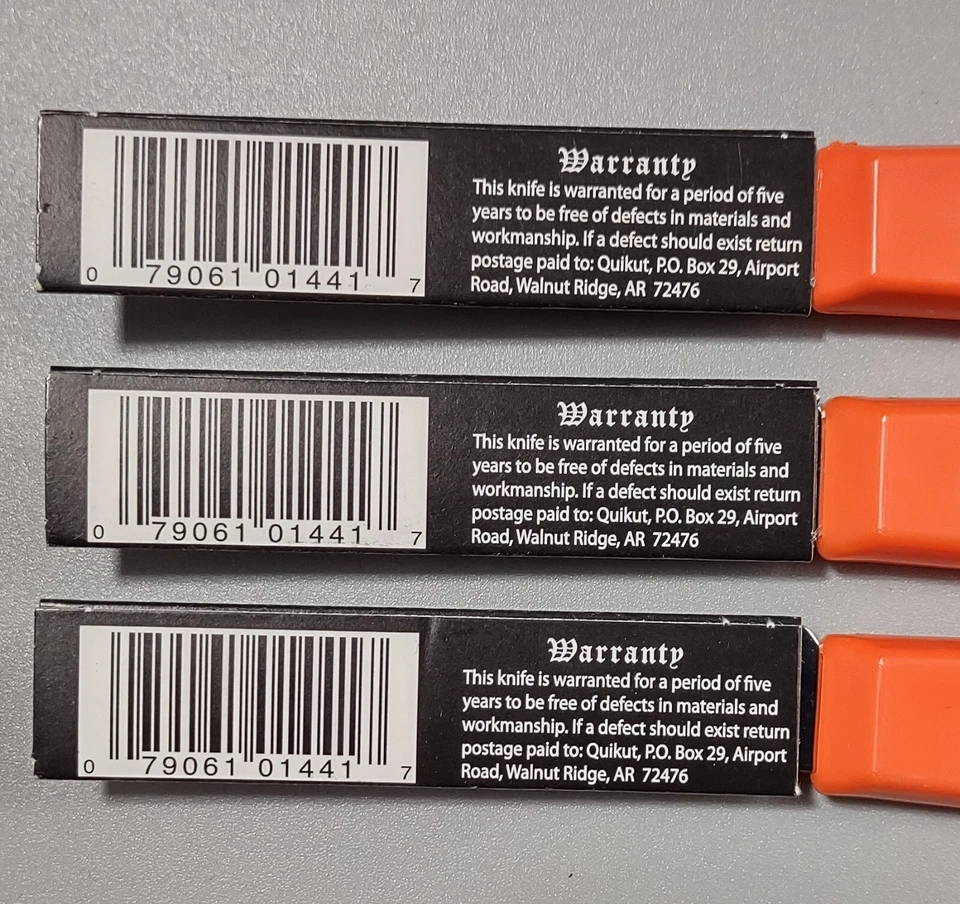 Warranty
This knife is warranted for a period of five
years to be free of defects in materials and
workmanship. If a defect should exist return
postage paid to: Quikut, P.O. Box 29, Airport
Road, Walnut Ridge, AR 72476
0 79061 01441 7
Warranty
This knife is warranted for a period of five
years to be free of defects in materials and
workmanship. If a defect should exist return
postage paid to: Quikut, P.O. Box 29, Airport
Road, Walnut Ridge, AR 72476
0 79061 01441 7
Warranty
This knife is warranted for a period of five
years to be free of defects in materials and
workmanship. If a defect should exist return
postage paid to: Quikut, P.O. Box 29, Airport
Road, Walnut Ridge, AR 72476
0 79061 01441 7